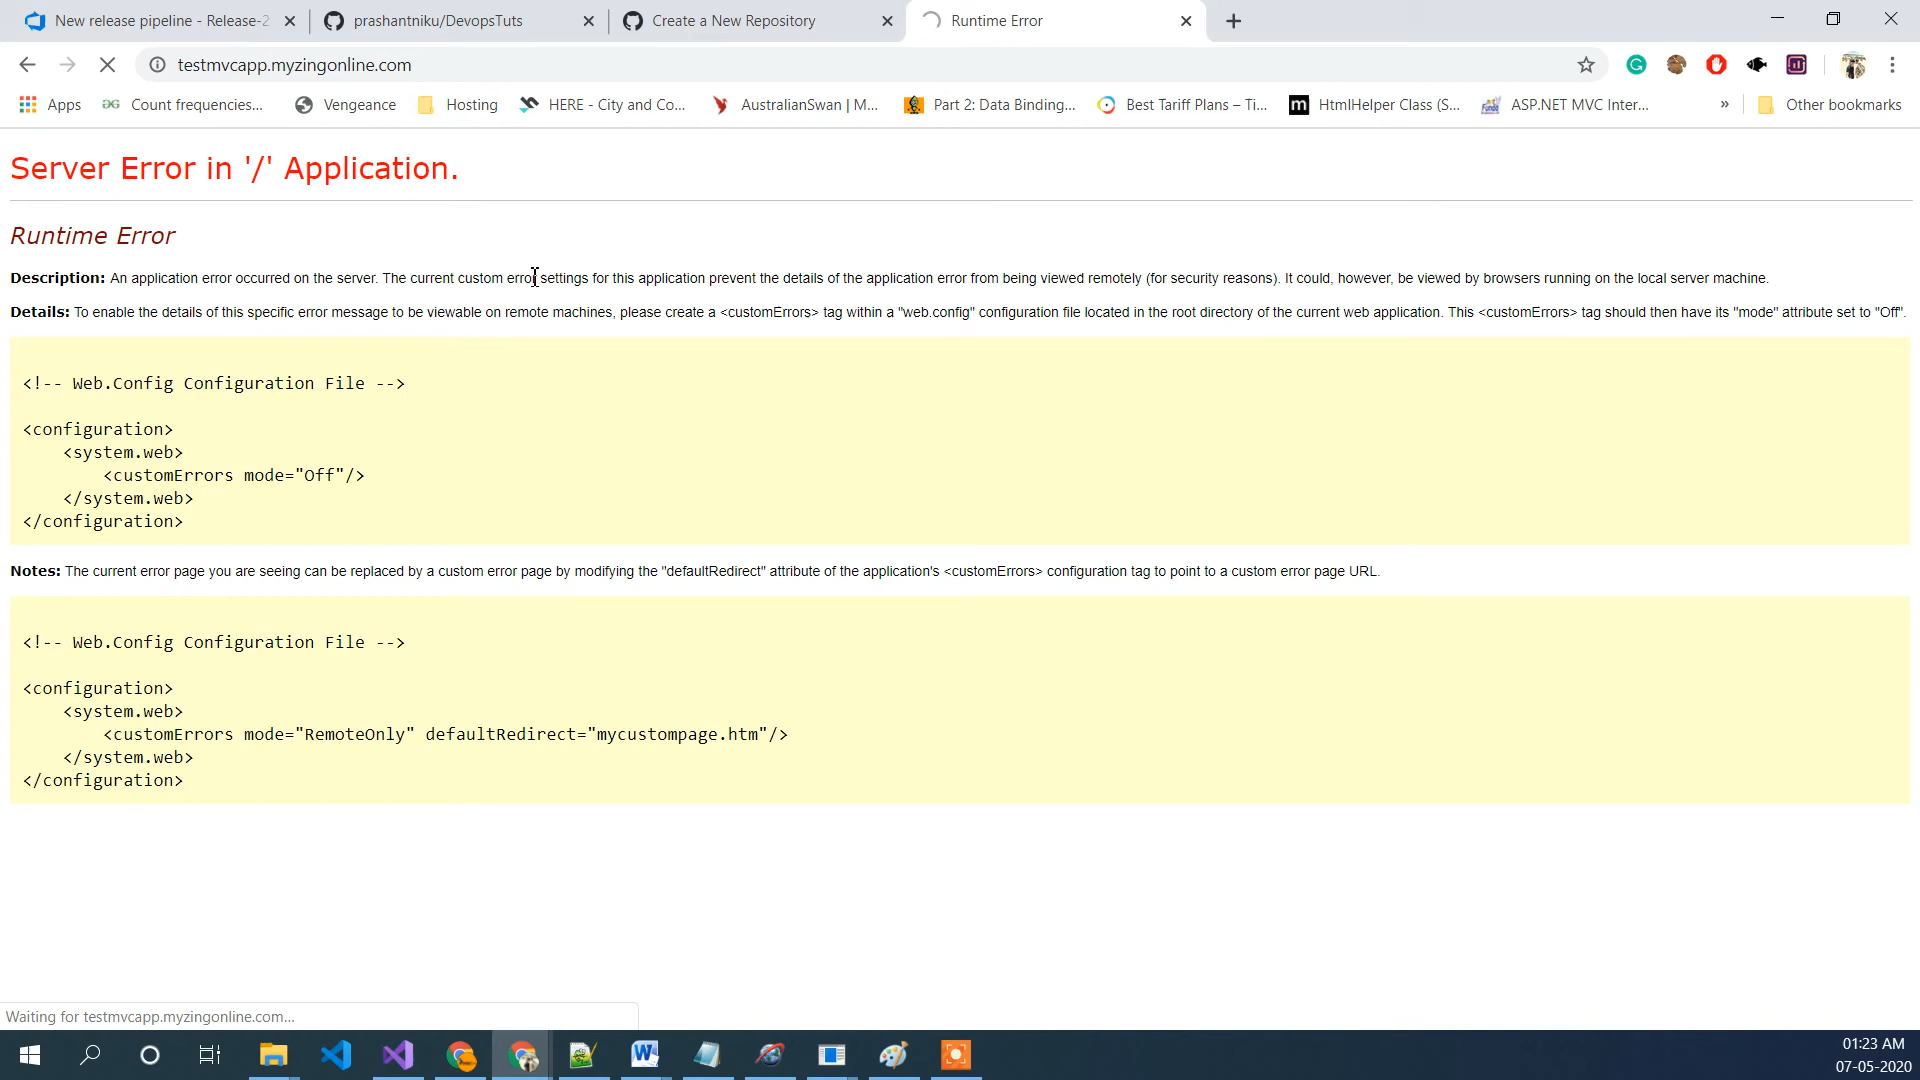 New release pipeline - Release-2
prashantniku/DevopsTuts
Create a New Repository
Runtime Error
testmvcapp.myzingonline.com
Apps
Count frequencies...
Vengeance
Hosting
HERE - City and Co...
AustralianSwan | M...
Part 2: Data Binding...
Best Tariff Plans – Ti...
HtmlHelper Class (S...
ASP.NET MVC Inter...
»
Other bookmarks
Server Error in '/' Application.
Runtime Error
Description: An application error occurred on the server. The current custom error settings for this application prevent the details of the application error from being viewed remotely (for security reasons). It could, however, be viewed by browsers running on the local server machine.
Details: To enable the details of this specific error message to be viewable on remote machines, please create a <customErrors> tag within a "web.config" configuration file located in the root directory of the current web application. This <customErrors> tag should then have its "mode" attribute set to "Off".
<!-- Web.Config Configuration File -->
<configuration>
    <system.web>
        <customErrors mode="Off"/>
    </system.web>
</configuration>
Notes: The current error page you are seeing can be replaced by a custom error page by modifying the "defaultRedirect" attribute of the application's <customErrors> configuration tag to point to a custom error page URL.
<!-- Web.Config Configuration File -->
<configuration>
    <system.web>
        <customErrors mode="RemoteOnly" defaultRedirect="mycustompage.htm"/>
    </system.web>
</configuration>
Waiting for testmvcapp.myzingonline.com...
01:23 AM
07-05-2020